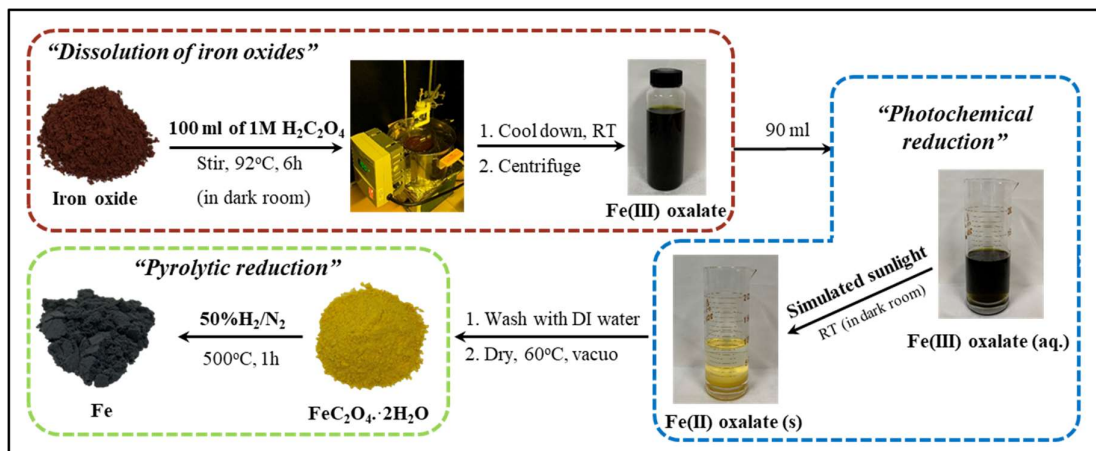 “Dissolution of iron oxides”
Iron oxide
100 ml of 1M H₂C₂O₄
Stir, 92°C, 6h
(in dark room)
1. Cool down, RT
2. Centrifuge
Fe(III) oxalate
90 ml
“Photochemical
reduction”
Fe(III) oxalate (aq.)
Simulated sunlight
RT (in dark room)
Fe(II) oxalate (s)
1. Wash with DI water
2. Dry, 60°C, vacuo
“Pyrolytic reduction”
FeC₂O₄.·2H₂O
50%H₂/N₂
500°C, 1h
Fe